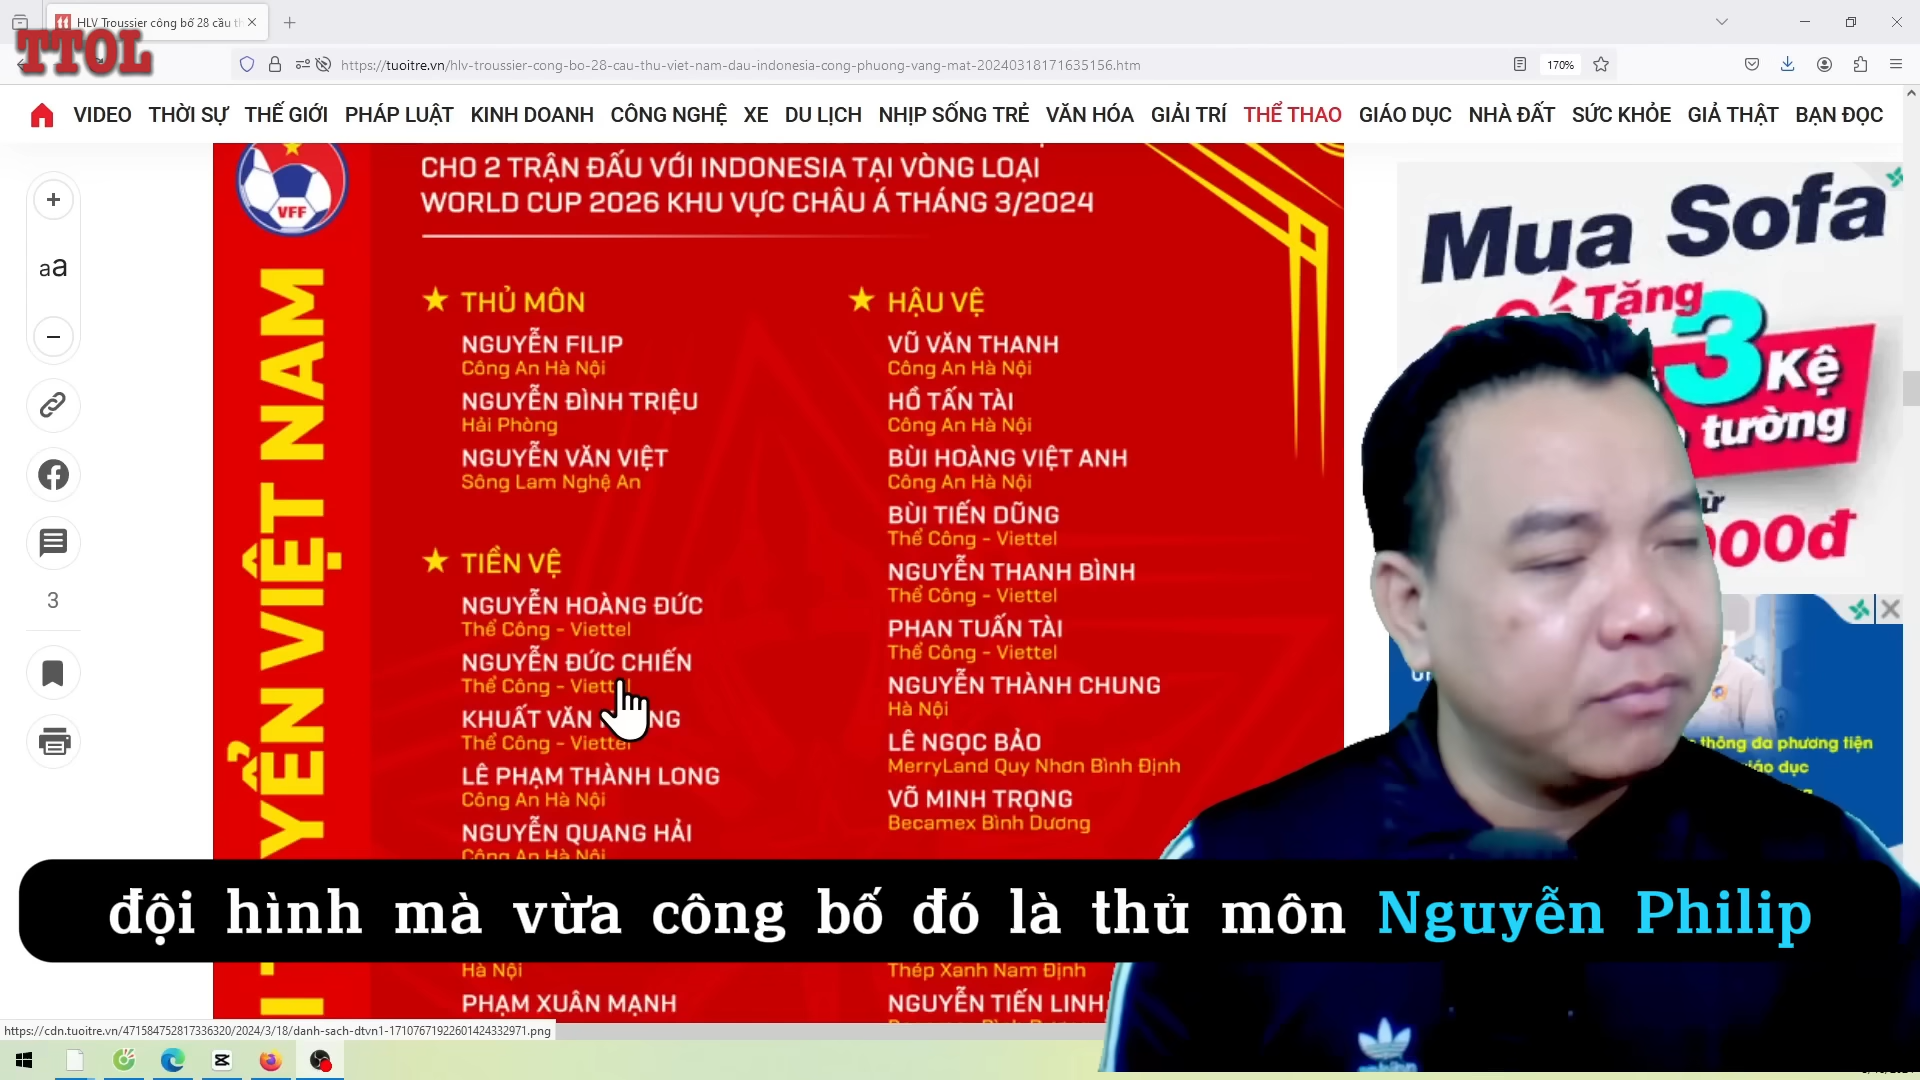 HLV Troussier công bố 28 cầu th
TTOL
https://tuoitre.vn/hlv-troussier-cong-bo-28-cau-thu-viet-nam-dau-indonesia-cong-phuong-vang-mat-20240318171635156.htm
170%
VIDEO THỜI SỰ THẾ GIỚI PHÁP LUẬT KINH DOANH CÔNG NGHỆ XE DU LỊCH NHỊP SỐNG TRẺ VĂN HÓA GIẢI TRÍ THỂ THAO GIÁO DỤC NHÀ ĐẤT SỨC KHỎE GIẢ THẬT BẠN ĐỌC
aa
3
VFF
CHO 2 TRẬN ĐẤU VỚI INDONESIA TẠI VÒNG LOẠI
WORLD CUP 2026 KHU VỰC CHÂU Á THÁNG 3/2024
YỂN VIỆT NAM
THỦ MÔN
NGUYỄN FILIP
Công An Hà Nội
NGUYỄN ĐÌNH TRIỆU
Hải Phòng
NGUYỄN VĂN VIỆT
Sông Lam Nghệ An
TIỀN VỆ
NGUYỄN HOÀNG ĐỨC
Thể Công - Viettel
NGUYỄN ĐỨC CHIẾN
Thể Công - Viettel
KHUẤT VĂN
Thể Công - Viettel
LÊ PHẠM THÀNH LONG
Công An Hà Nội
NGUYỄN QUANG HẢI
Công An Hà Nội
Hà Nội
PHẠM XUÂN MẠNH
HẬU VỆ
VŨ VĂN THANH
Công An Hà Nội
HỒ TẤN TÀI
Công An Hà Nội
BÙI HOÀNG VIỆT ANH
Công An Hà Nội
BÙI TIẾN DŨNG
Thể Công - Viettel
NGUYỄN THANH BÌNH
Thể Công - Viettel
PHAN TUẤN TÀI
Thể Công - Viettel
NGUYỄN THÀNH CHUNG
Hà Nội
LÊ NGỌC BẢO
MerryLand Quy Nhơn Bình Định
VÕ MINH TRỌNG
Becamex Bình Dương
Thép Xanh Nam Định
NGUYỄN TIẾN LINH
Mua Sofa
Tặng
3 Kệ
tường
000đ
thông đa phương tiện
giáo dục
đội hình mà vừa công bố đó là thủ môn Nguyễn Philip
https://cdn.tuoitre.vn/471584752817336320/2024/3/18/danh-sach-dtvn1-17107671922601424332971.png